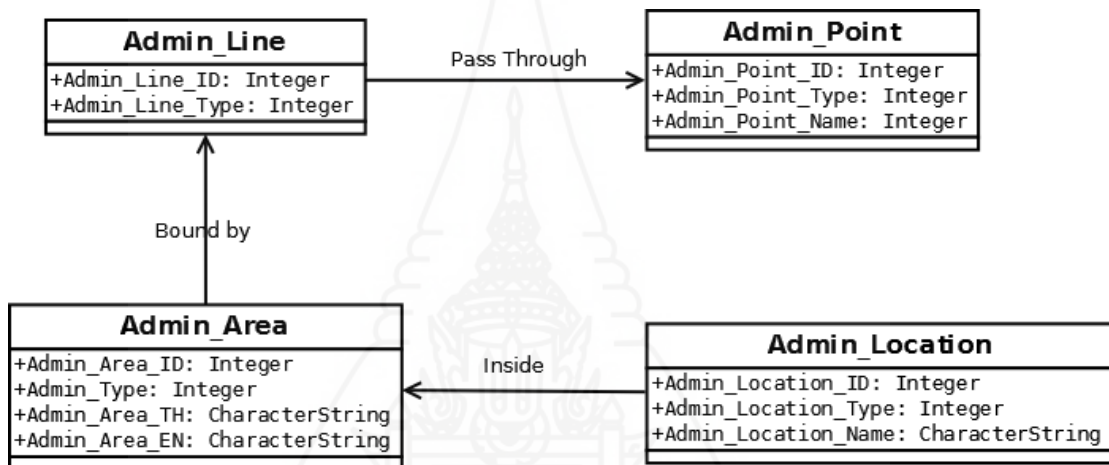 Admin_Line
+Admin_Line_ID: Integer
+Admin_Line_Type: Integer
Pass Through
Admin_Point
+Admin_Point_ID: Integer
+Admin_Point_Type: Integer
+Admin_Point_Name: Integer
Bound by
Admin_Area
+Admin_Area_ID: Integer
+Admin_Type: Integer
+Admin_Area_TH: CharacterString
+Admin_Area_EN: CharacterString
Inside
Admin_Location
+Admin_Location_ID: Integer
+Admin_Location_Type: Integer
+Admin_Location_Name: CharacterString